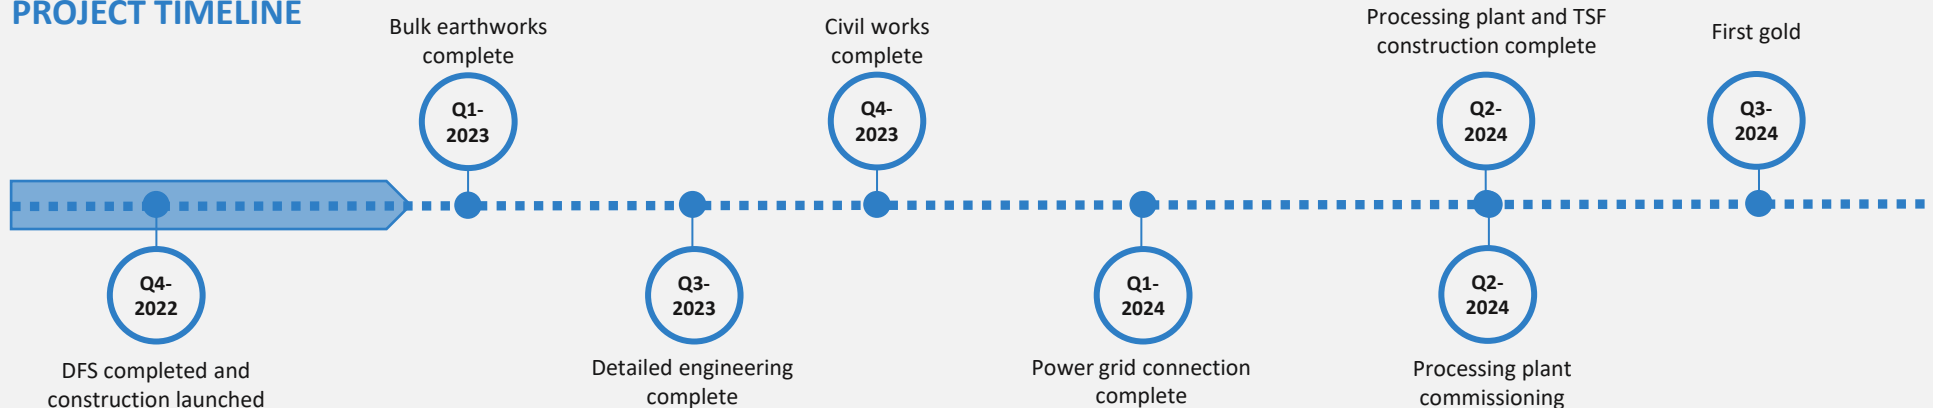 PROJECT TIMELINE
Bulk earthworks
complete
Civil works
complete
Processing plant and TSF
construction complete
First gold
Q1-
2023
Q4-
2023
Q2-
2024
Q3-
2024
Q4-
2022
Q3-
2023
Q1-
2024
Q2-
2024
DFS completed and
construction launched
Detailed engineering
complete
Power grid connection
complete
Processing plant
commissioning